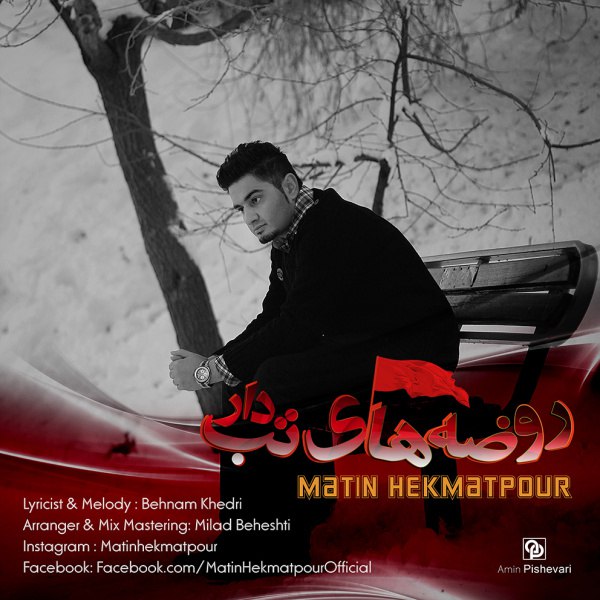 روضه های تب دار
MATIN HEKMATPOUR
Lyricist & Melody : Behnam Khedri
Arranger & Mix Mastering: Milad Beheshti
Instagram : Matinhekmatpour
Facebook: Facebook.com/MatinHekmatpourOfficial
Amin Pishevari